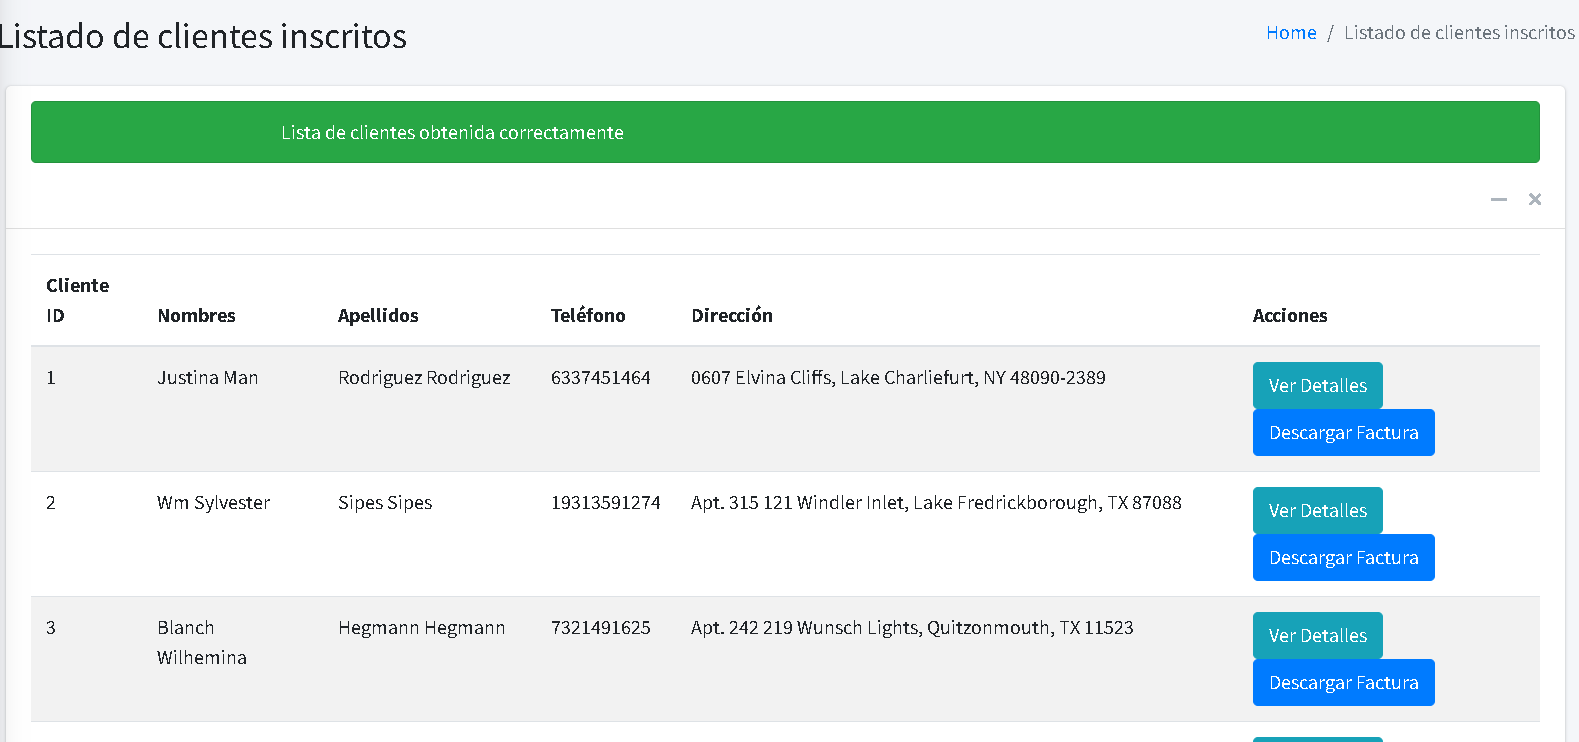 Listado de clientes inscritos
Home / Listado de clientes inscritos
Lista de clientes obtenida correctamente
Cliente ID Nombres Apellidos Teléfono Dirección Acciones
1 Justina Man Rodriguez Rodriguez 6337451464 0607 Elvina Cliffs, Lake Charliefurt, NY 48090-2389 Ver Detalles
Descargar Factura
2 Wm Sylvester Sipes Sipes 19313591274 Apt. 315 121 Windler Inlet, Lake Fredrickborough, TX 87088 Ver Detalles
Descargar Factura
3 Blanch Wilhemina Hegmann Hegmann 7321491625 Apt. 242 219 Wunsch Lights, Quitzonmouth, TX 11523 Ver Detalles
Descargar Factura